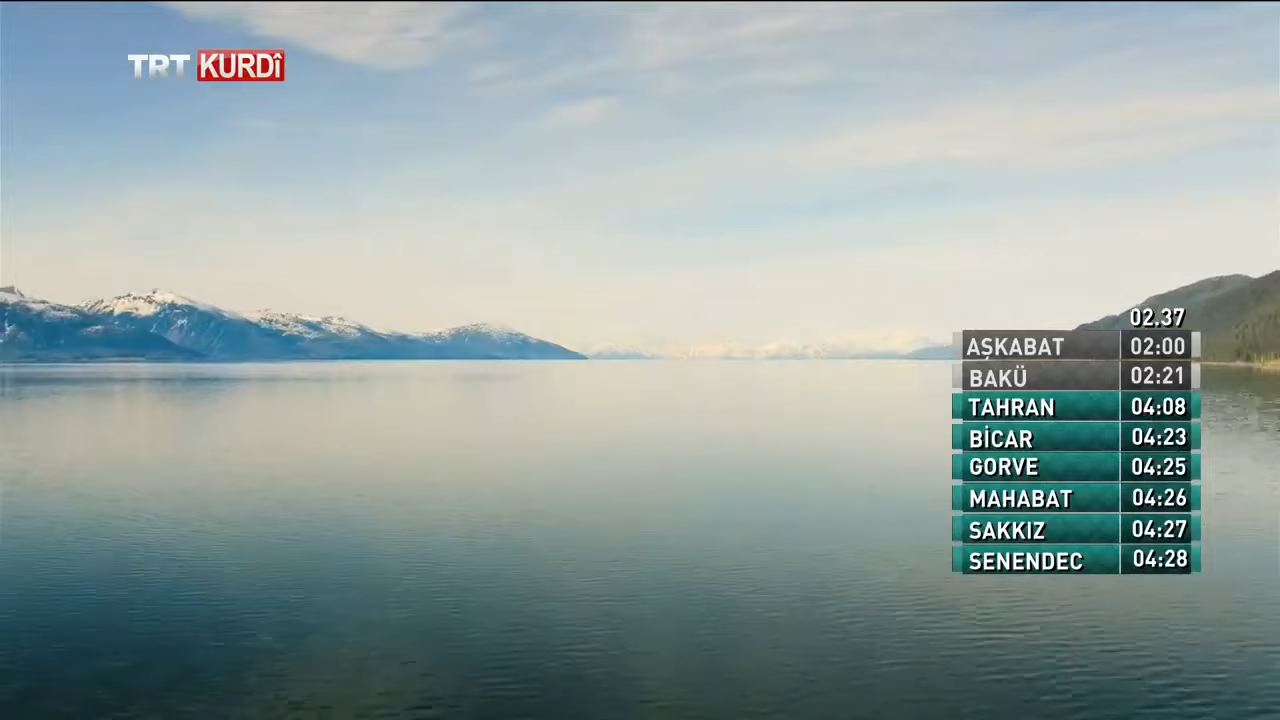 TRT KURDÎ
02.37
AŞKABAT 02:00
BAKÜ 02:21
TAHRAN 04:08
BİCAR 04:23
GORVE 04:25
MAHABAT 04:26
SAKKIZ 04:27
SENENDEC 04:28